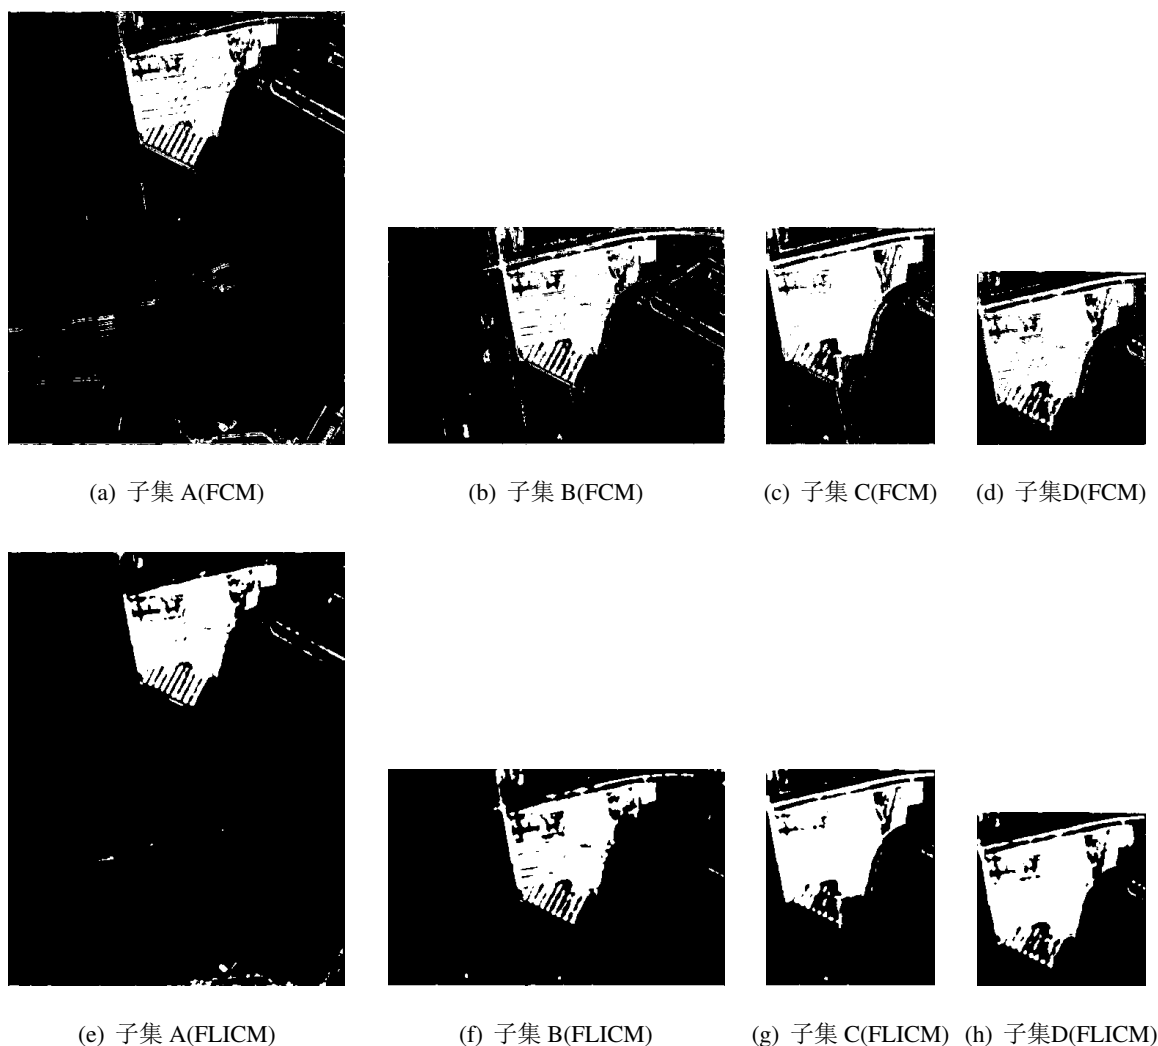 (a) 子集 A(FCM)
(b) 子集 B(FCM)
(c) 子集 C(FCM)
(d) 子集D(FCM)
(e) 子集 A(FLICM)
(f) 子集 B(FLICM)
(g) 子集 C(FLICM)
(h) 子集D(FLICM)